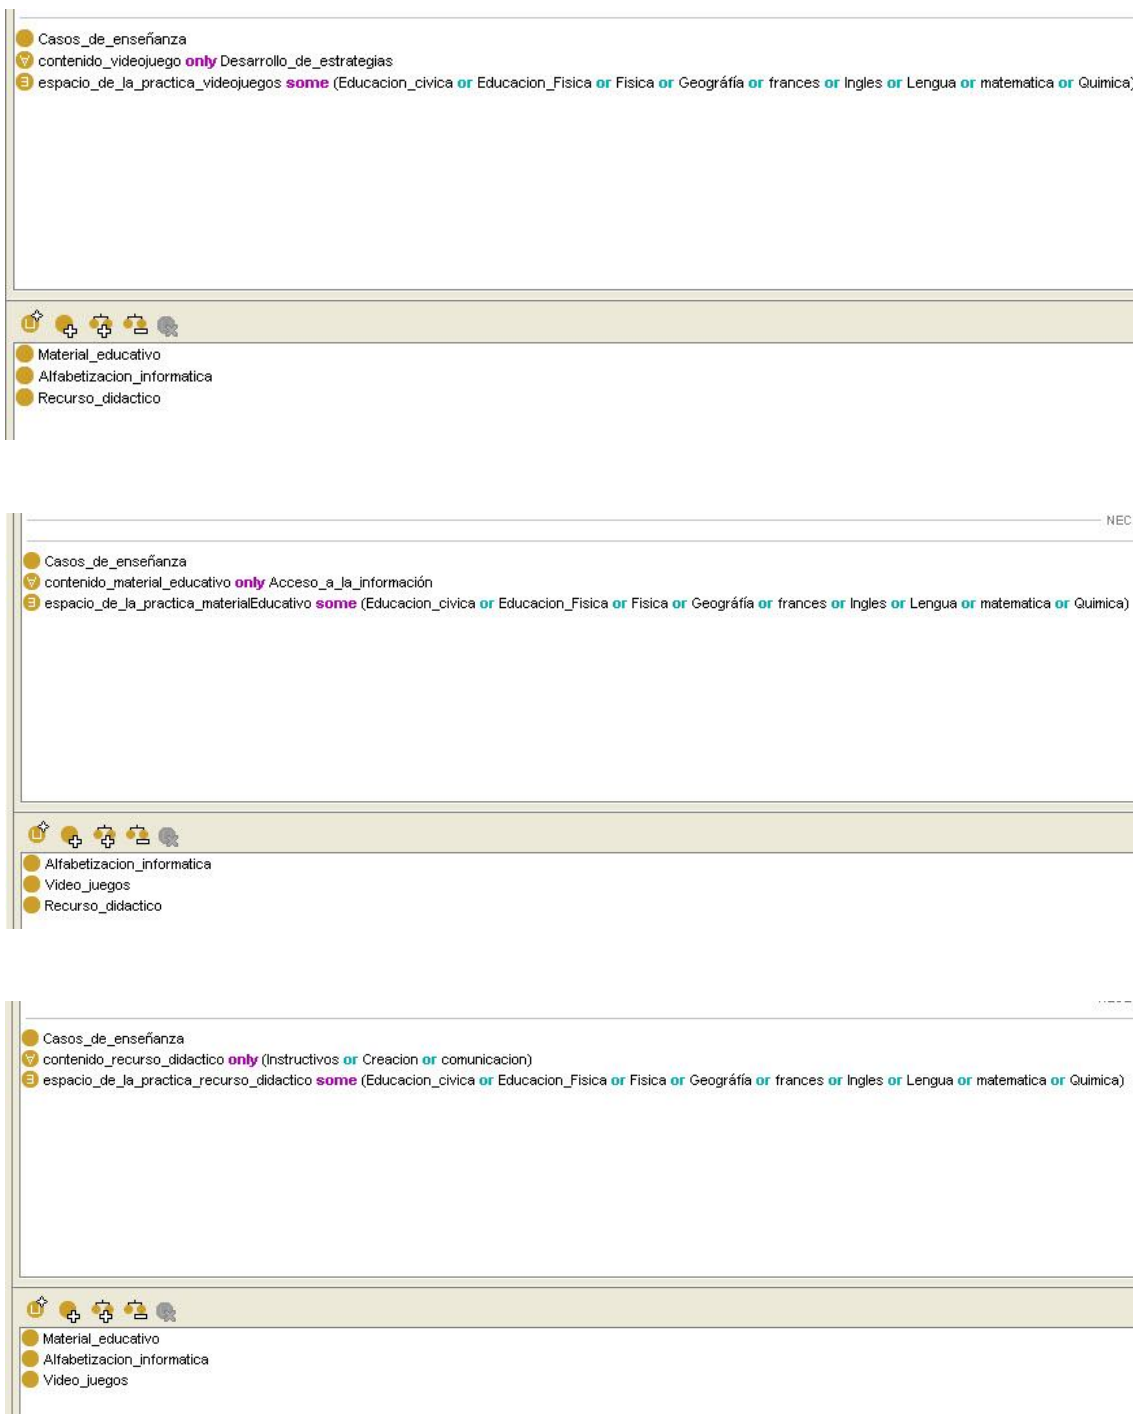 Casos_de_enseñanza
contenido_videojuego only Desarrollo_de_estrategias
espacio_de_la_practica_videojuegos some (Educacion_civica or Educacion_Fisica or Fisica or Geográfía or frances or Ingles or Lengua or matematica or Quimica)
Material_educativo
Alfabetizacion_informatica
Recurso_didactico
NEC
Casos_de_enseñanza
contenido_material_educativo only Acceso_a_la_información
espacio_de_la_practica_materialEducativo some (Educacion_civica or Educacion_Fisica or Fisica or Geográfía or frances or Ingles or Lengua or matematica or Quimica)
Alfabetizacion_informatica
Video_juegos
Recurso_didactico
Casos_de_enseñanza
contenido_recurso_didactico only (Instructivos or Creacion or comunicacion)
espacio_de_la_practica_recurso_didactico some (Educacion_civica or Educacion_Fisica or Fisica or Geográfía or frances or Ingles or Lengua or matematica or Quimica)
Material_educativo
Alfabetizacion_informatica
Video_juegos